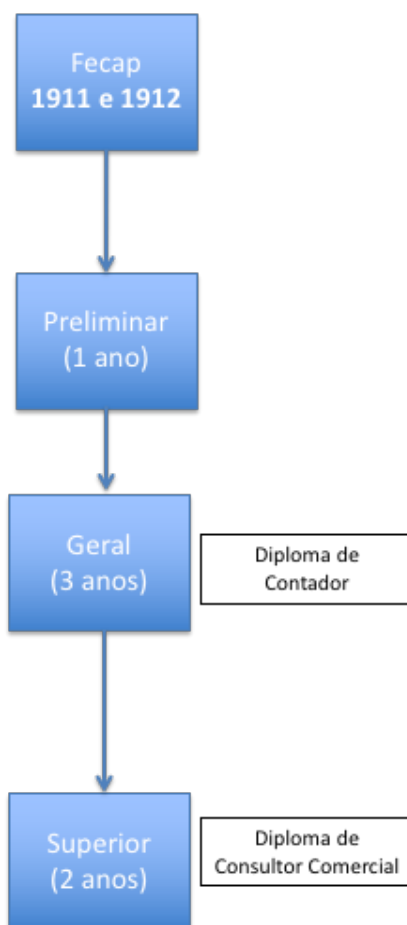 Fecap
1911 e 1912
Preliminar
(1 ano)
Geral
(3 anos)
Diploma de
Contador
Superior
(2 anos)
Diploma de
Consultor Comercial